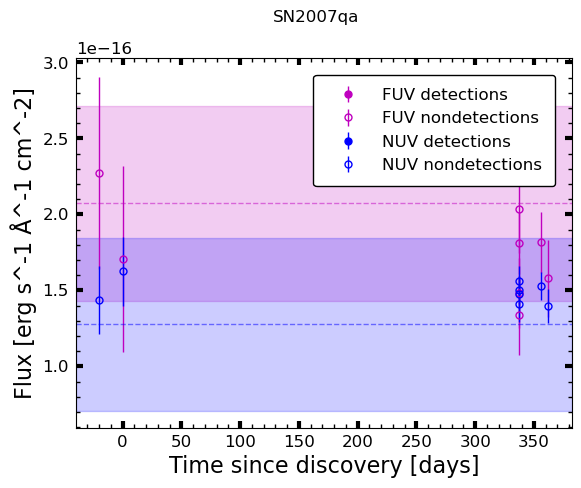 SN2007qa
1e−16
3.0
2.5
2.0
1.5
1.0
Flux [erg s^-1 Å^-1 cm^-2]
FUV detections
FUV nondetections
NUV detections
NUV nondetections
0 50 100 150 200 250 300 350
Time since discovery [days]